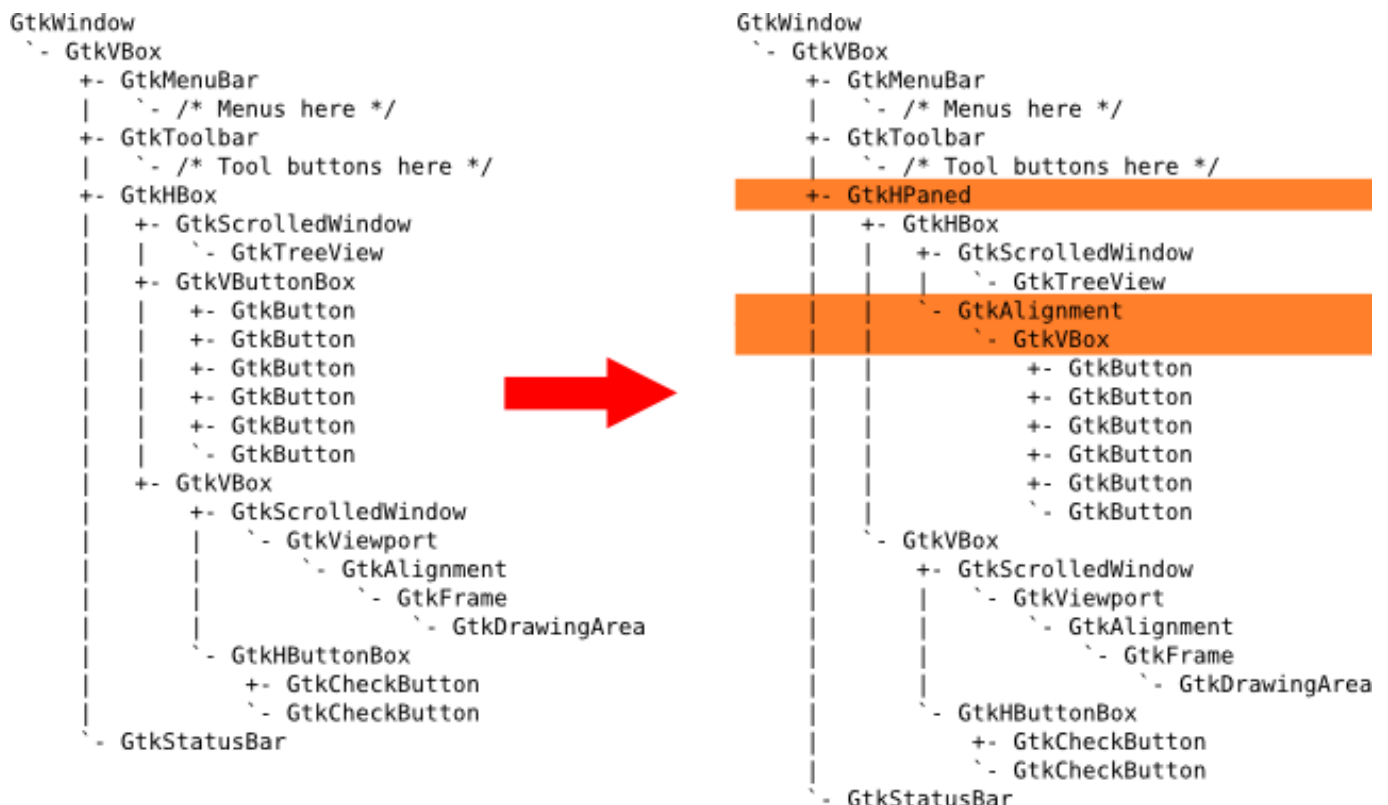 GtkWindow
`- GtkVBox
+- GtkMenuBar
| `- /* Menus here */
+- GtkToolbar
| `- /* Tool buttons here */
+- GtkHBox
| +- GtkScrolledWindow
| | `- GtkTreeView
| +- GtkVButtonBox
| | +- GtkButton
| | +- GtkButton
| | +- GtkButton
| | +- GtkButton
| | +- GtkButton
| | `- GtkButton
| +- GtkVBox
| +- GtkScrolledWindow
| | `- GtkViewport
| | `- GtkAlignment
| | `- GtkFrame
| | `- GtkDrawingArea
| `- GtkHButtonBox
| +- GtkCheckButton
| `- GtkCheckButton
`- GtkStatusBar
GtkWindow
`- GtkVBox
+- GtkMenuBar
| `- /* Menus here */
+- GtkToolbar
| `- /* Tool buttons here */
+- GtkHPaned
| +- GtkHBox
| | +- GtkScrolledWindow
| | | `- GtkTreeView
| | `- GtkAlignment
| | `- GtkVBox
| | +- GtkButton
| | +- GtkButton
| | +- GtkButton
| | +- GtkButton
| | +- GtkButton
| | `- GtkButton
| `- GtkVBox
| +- GtkScrolledWindow
| | `- GtkViewport
| | `- GtkAlignment
| | `- GtkFrame
| | `- GtkDrawingArea
| `- GtkHButtonBox
| +- GtkCheckButton
| `- GtkCheckButton
`- GtkStatusBar